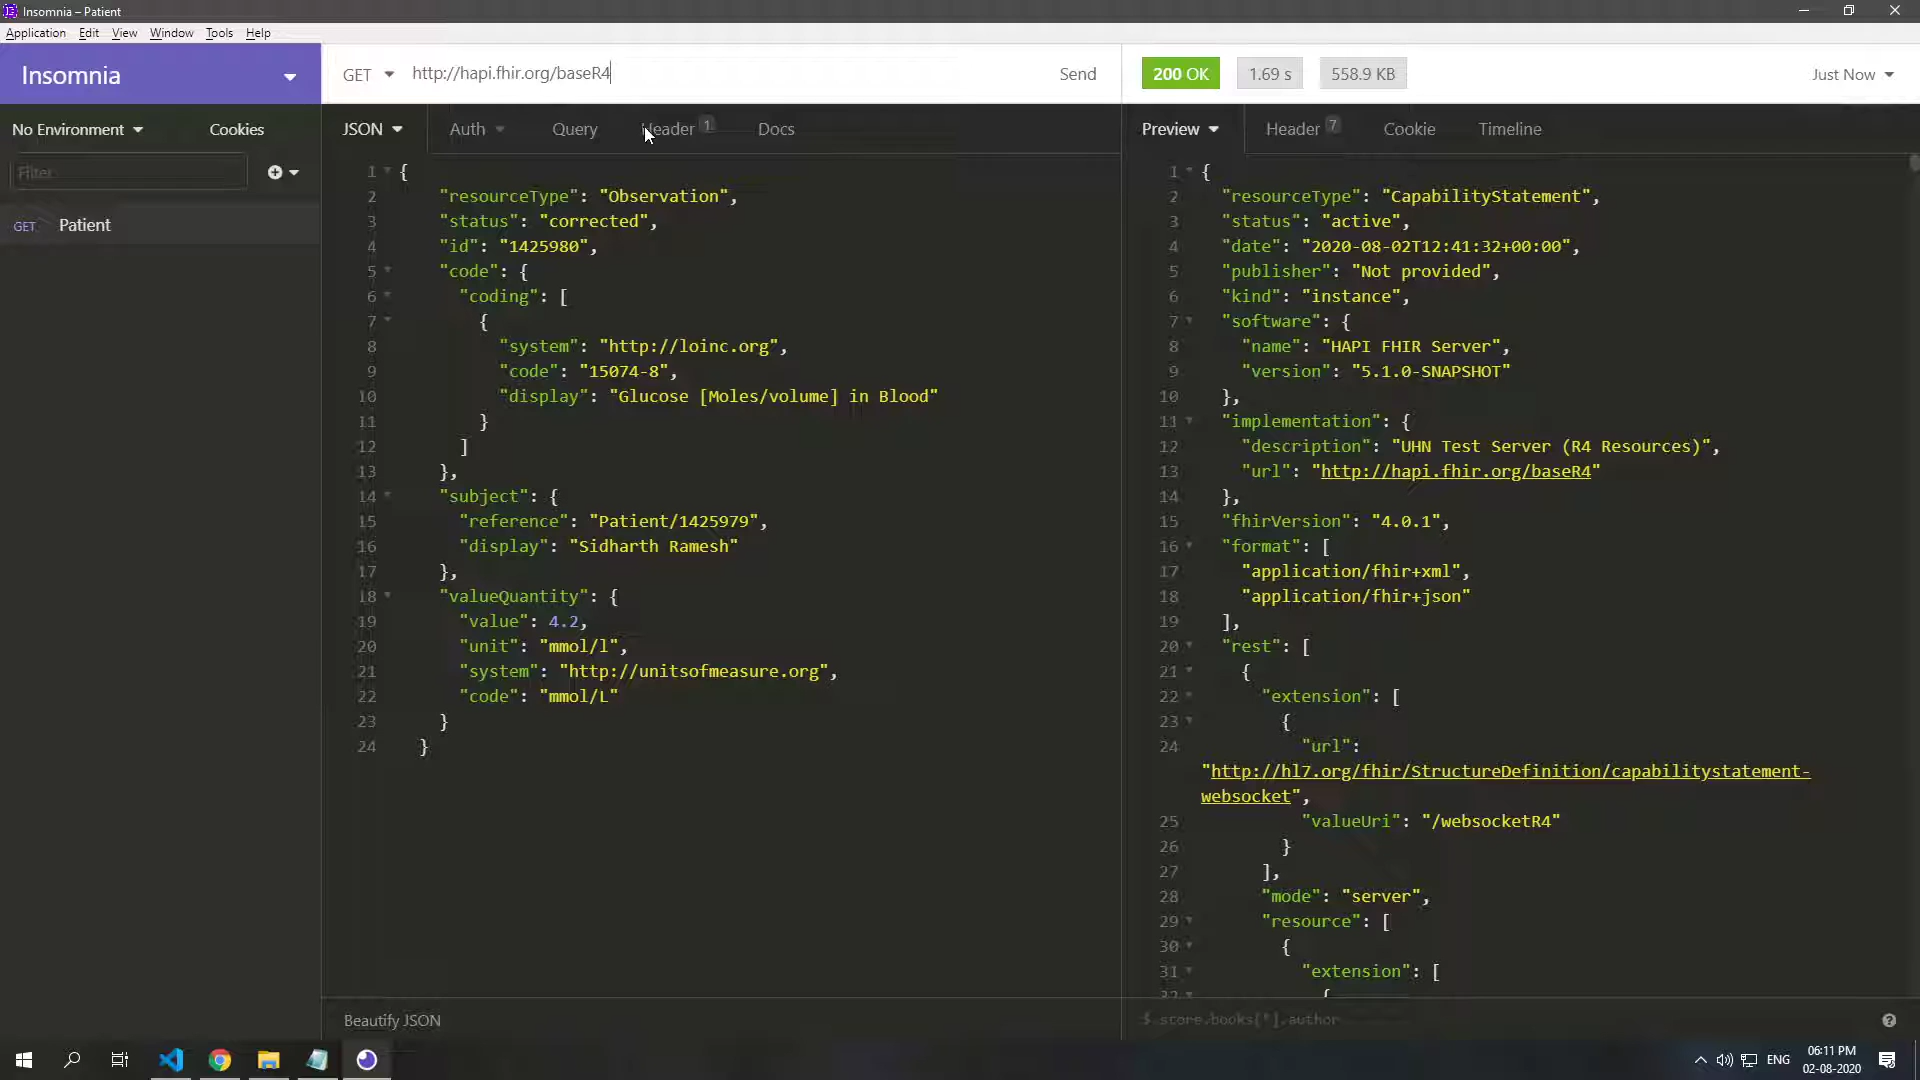 Insomnia – Patient
Application Edit View Window Tools Help
Insomnia
GET http://hapi.fhir.org/baseR4 Send
200 OK 1.69 s 558.9 KB Just Now
No Environment Cookies
Filter
GET Patient
JSON Auth Query Header 1 Docs
1 {
2 "resourceType": "Observation",
3 "status": "corrected",
4 "id": "1425980",
5 "code": {
6 "coding": [
7 {
8 "system": "http://loinc.org",
9 "code": "15074-8",
10 "display": "Glucose [Moles/volume] in Blood"
11 }
12 ]
13 },
14 "subject": {
15 "reference": "Patient/1425979",
16 "display": "Sidharth Ramesh"
17 },
18 "valueQuantity": {
19 "value": 4.2,
20 "unit": "mmol/l",
21 "system": "http://unitsofmeasure.org",
22 "code": "mmol/L"
23 }
24 }
Beautify JSON
Preview Header 7 Cookie Timeline
1 {
2 "resourceType": "CapabilityStatement",
3 "status": "active",
4 "date": "2020-08-02T12:41:32+00:00",
5 "publisher": "Not provided",
6 "kind": "instance",
7 "software": {
8 "name": "HAPI FHIR Server",
9 "version": "5.1.0-SNAPSHOT"
10 },
11 "implementation": {
12 "description": "UHN Test Server (R4 Resources)",
13 "url": "http://hapi.fhir.org/baseR4"
14 },
15 "fhirVersion": "4.0.1",
16 "format": [
17 "application/fhir+xml",
18 "application/fhir+json"
19 ],
20 "rest": [
21 {
22 "extension": [
23 {
24 "url":
"http://hl7.org/fhir/StructureDefinition/capabilitystatement-
websocket",
25 "valueUri": "/websocketR4"
26 }
27 ],
28 "mode": "server",
29 "resource": [
30 {
31 "extension": [
32 {
$.store.books[*].author
ENG
06:11 PM
02-08-2020